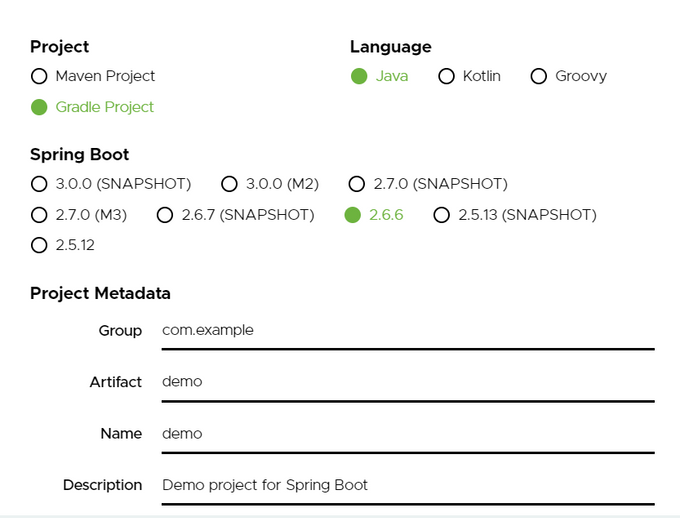 Project
Language
Maven Project
Java Kotlin Groovy
Gradle Project
Spring Boot
3.0.0 (SNAPSHOT) 3.0.0 (M2) 2.7.0 (SNAPSHOT)
2.7.0 (M3) 2.6.7 (SNAPSHOT) 2.6.6 2.5.13 (SNAPSHOT)
2.5.12
Project Metadata
Group com.example
Artifact demo
Name demo
Description Demo project for Spring Boot